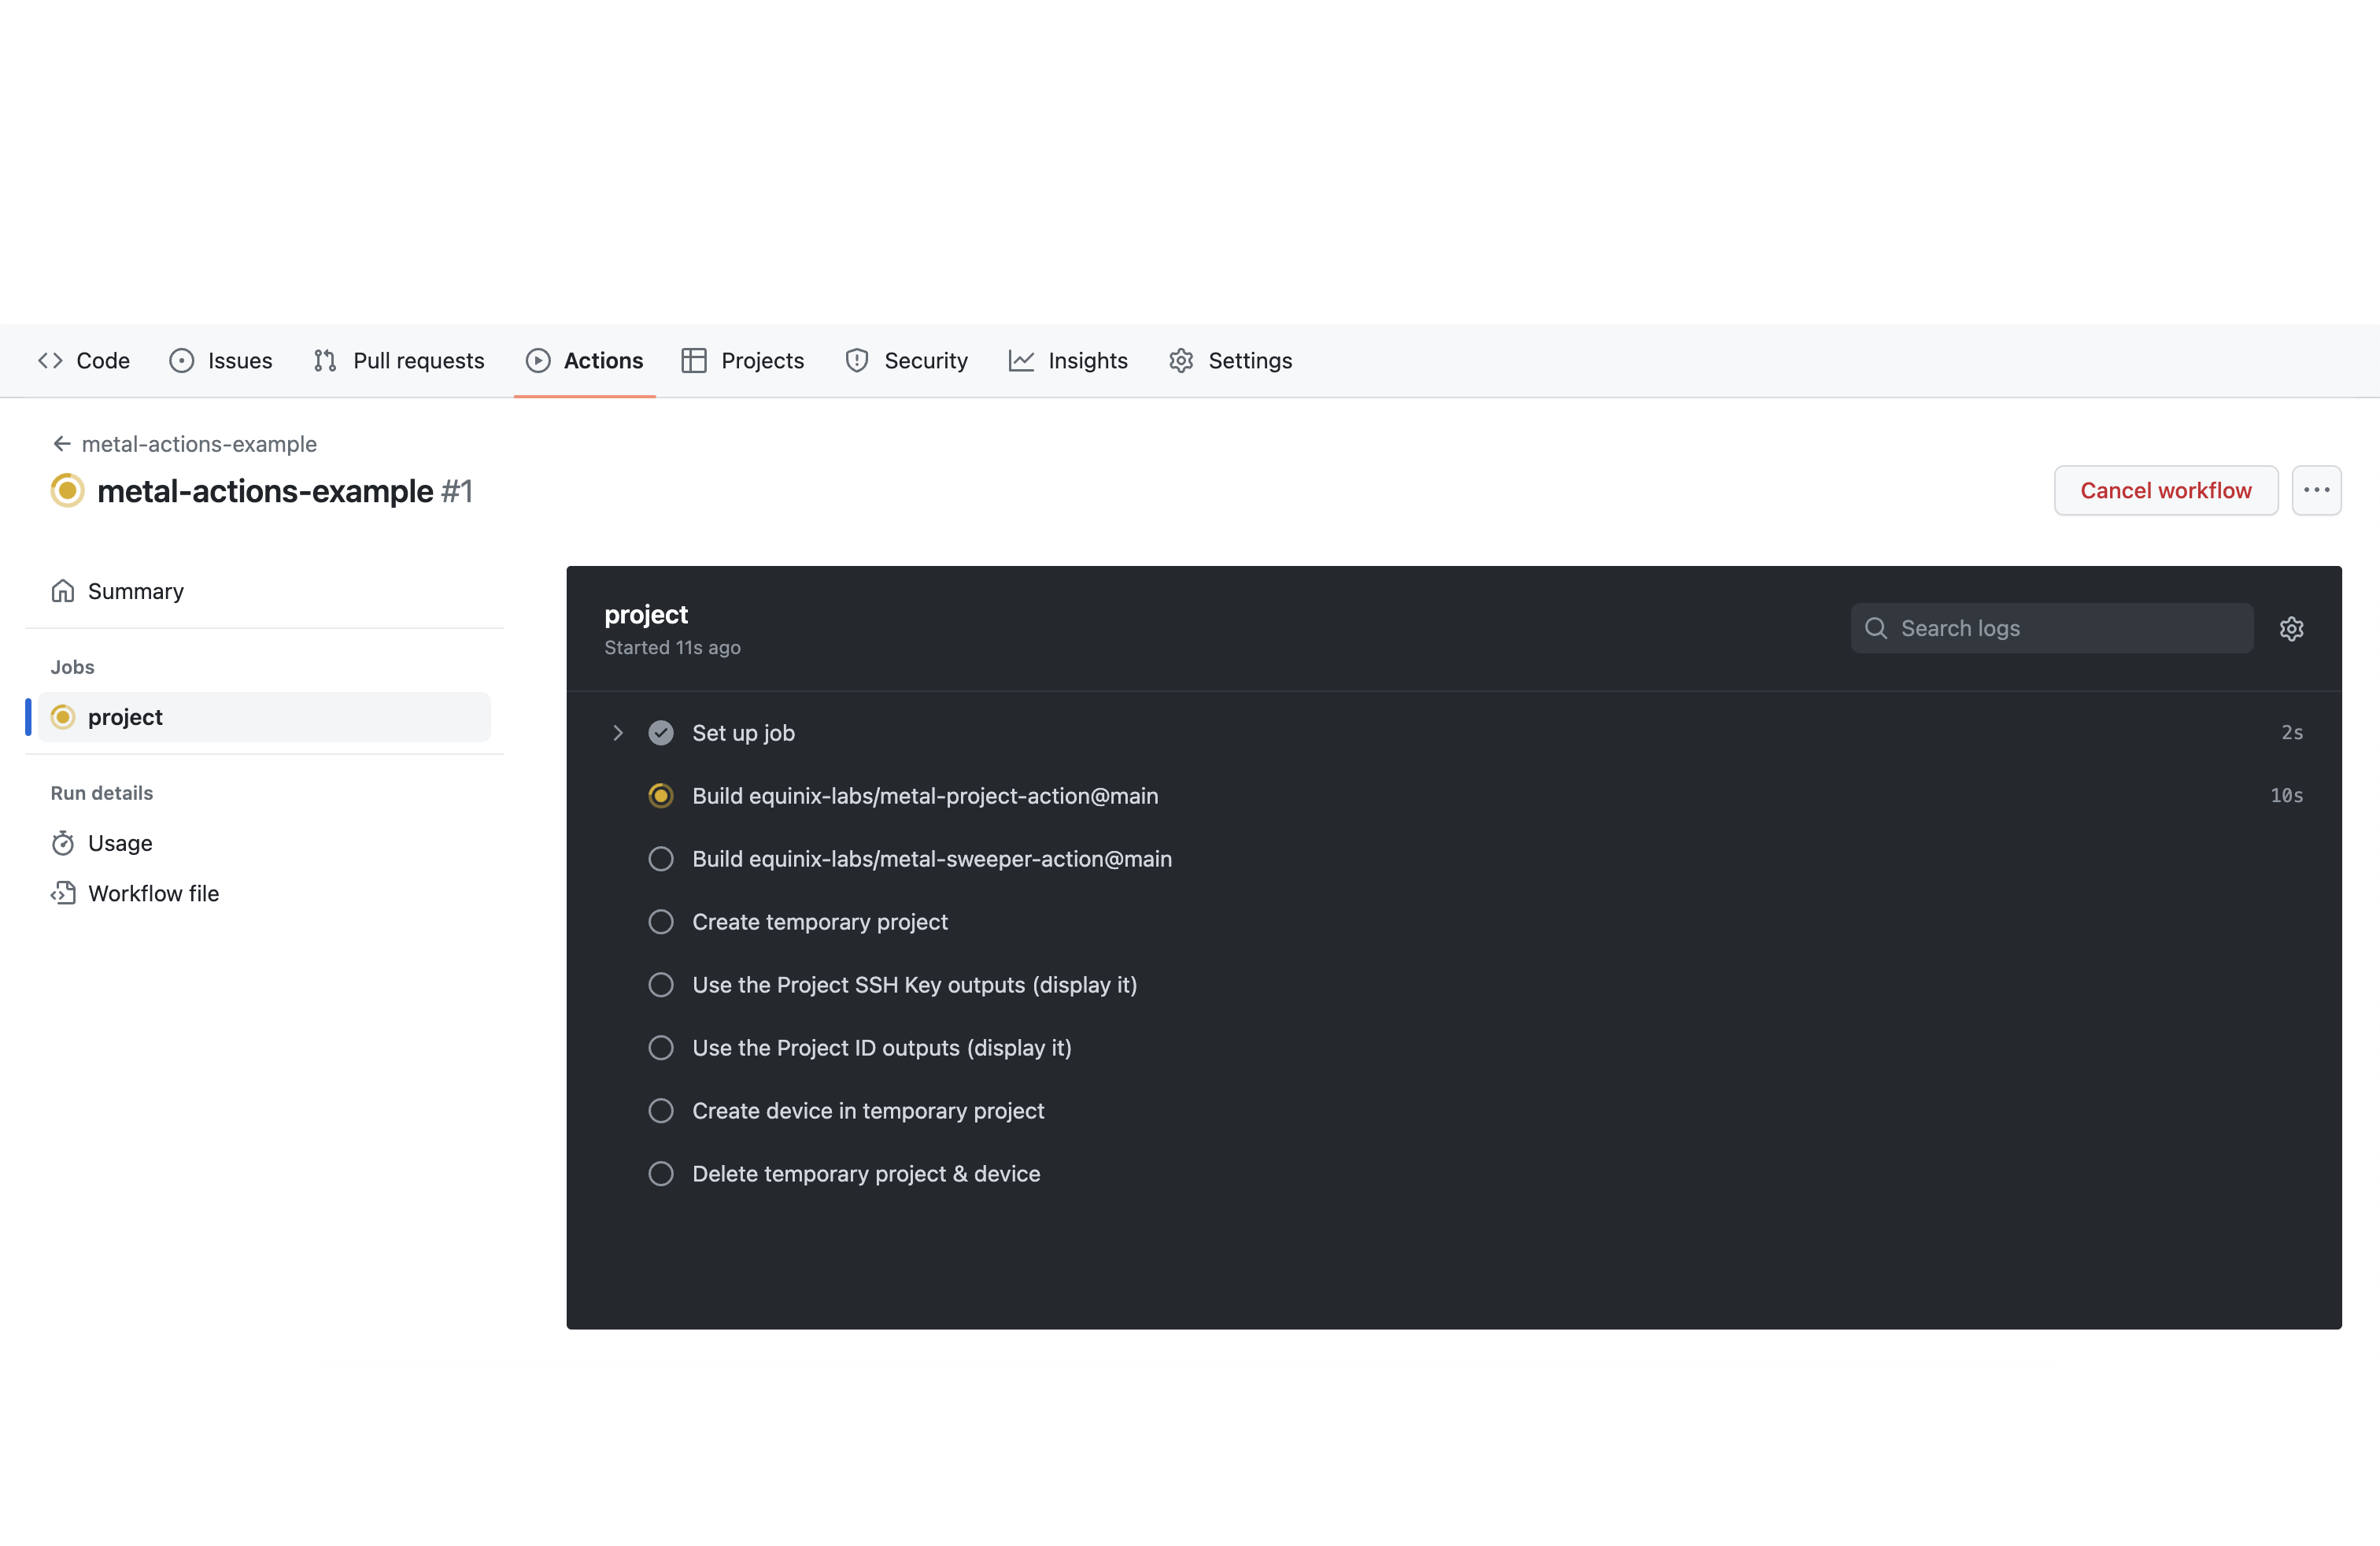 Code Issues Pull requests Actions Projects Security Insights Settings
metal-actions-example
metal-actions-example #1
Cancel workflow
Summary
Jobs
project
Run details
Usage
Workflow file
project
Started 11s ago
Search logs
Set up job 2s
Build equinix-labs/metal-project-action@main 10s
Build equinix-labs/metal-sweeper-action@main
Create temporary project
Use the Project SSH Key outputs (display it)
Use the Project ID outputs (display it)
Create device in temporary project
Delete temporary project & device